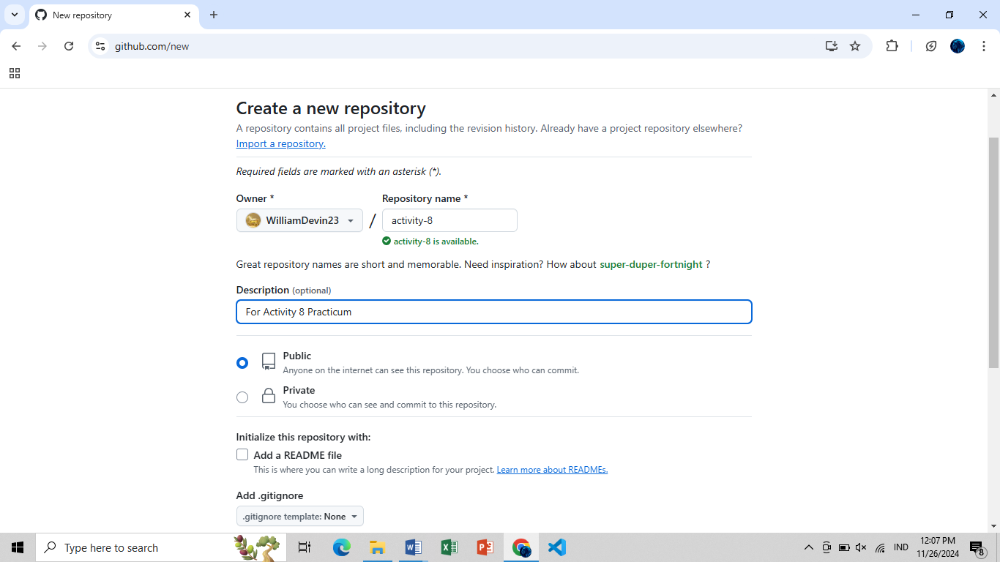 New repository
github.com/new
Create a new repository
A repository contains all project files, including the revision history. Already have a project repository elsewhere?
Import a repository.
Required fields are marked with an asterisk (*).
Owner * Repository name *
WilliamDevin23 / activity-8
activity-8 is available.
Great repository names are short and memorable. Need inspiration? How about super-duper-fortnight ?
Description (optional)
For Activity 8 Practicum
Public
Anyone on the internet can see this repository. You choose who can commit.
Private
You choose who can see and commit to this repository.
Initialize this repository with:
Add a README file
This is where you can write a long description for your project. Learn more about READMEs.
Add .gitignore
.gitignore template: None
Type here to search
IND
12:07 PM
11/26/2024
8